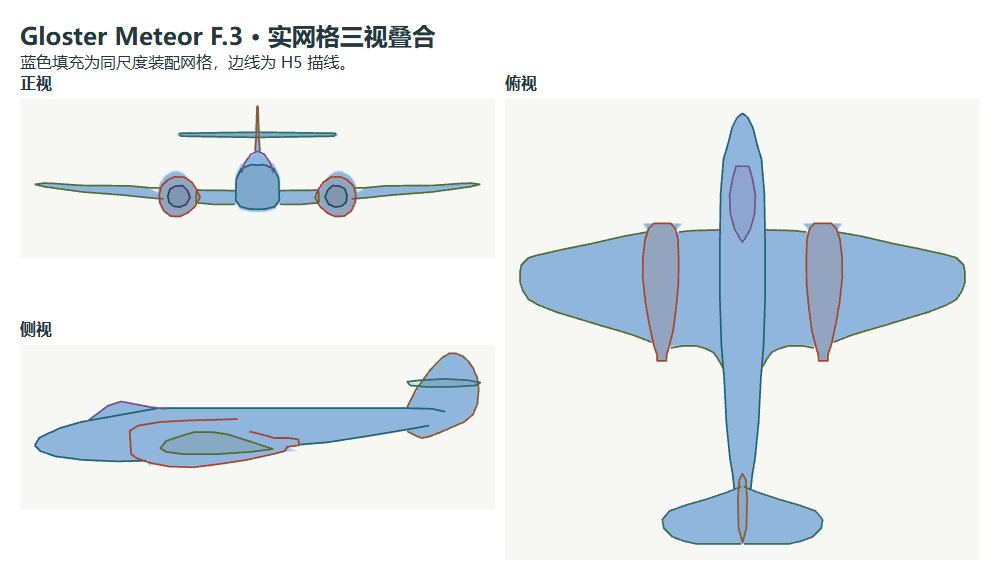 Gloster Meteor F.3 · 实网格三视叠合
蓝色填充为同尺度装配网格，边线为 H5 描线。
正视
俯视
侧视